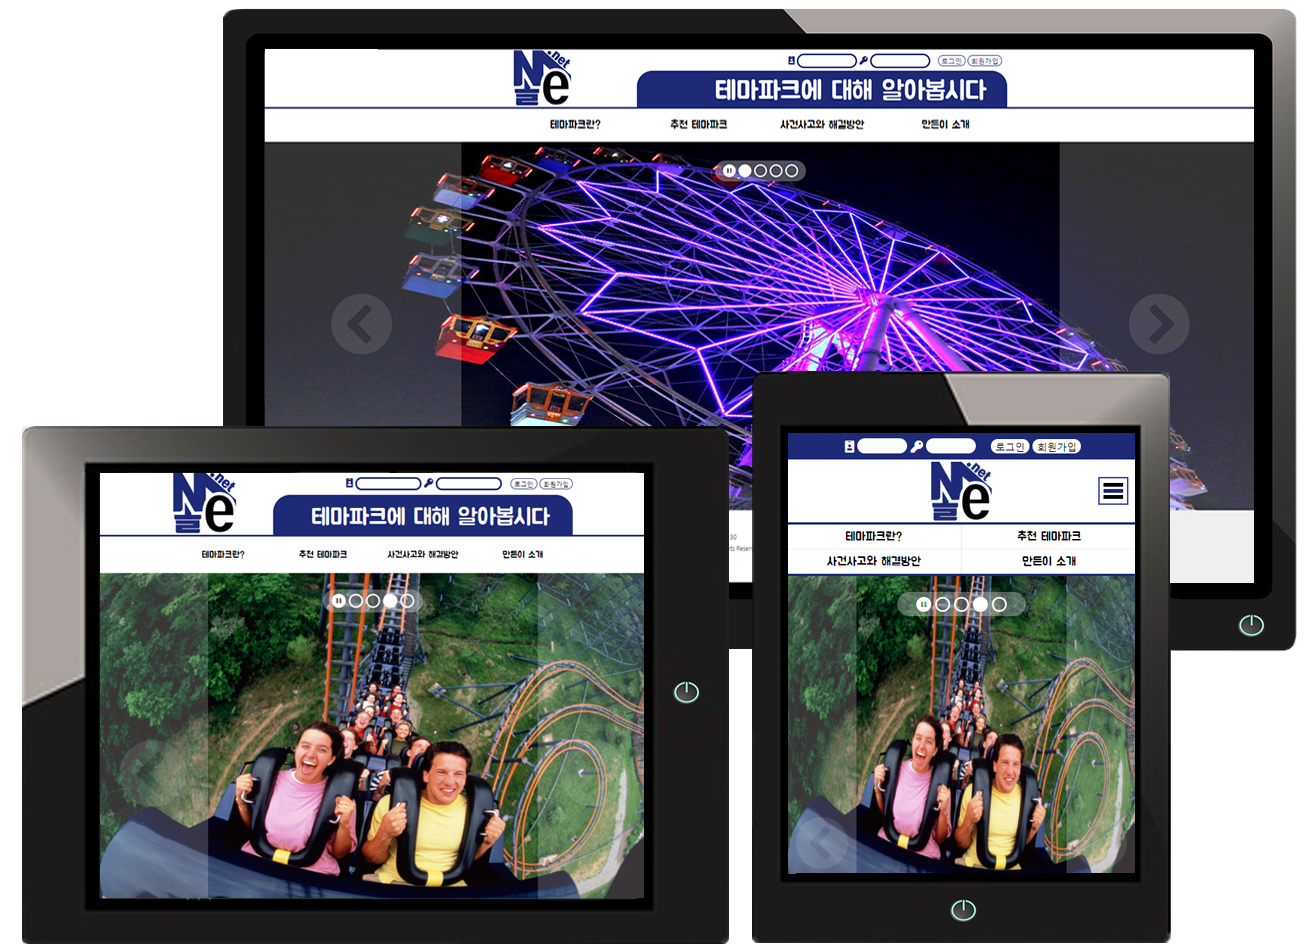 로그인 회원가입
N.net
e
솔
테마파크에 대해 알아봅시다
테마파크란? 추천 테마파크 사건사고와 해결방안 만든이 소개
30
ts Reser
로그인 회원가입
N.net
e
솔
테마파크에 대해 알아봅시다
테마파크란? 추천 테마파크 사건사고와 해결방안 만든이 소개
로그인 회원가입
N.net
e
솔
테마파크란? 추천 테마파크
사건사고와 해결방안 만든이 소개